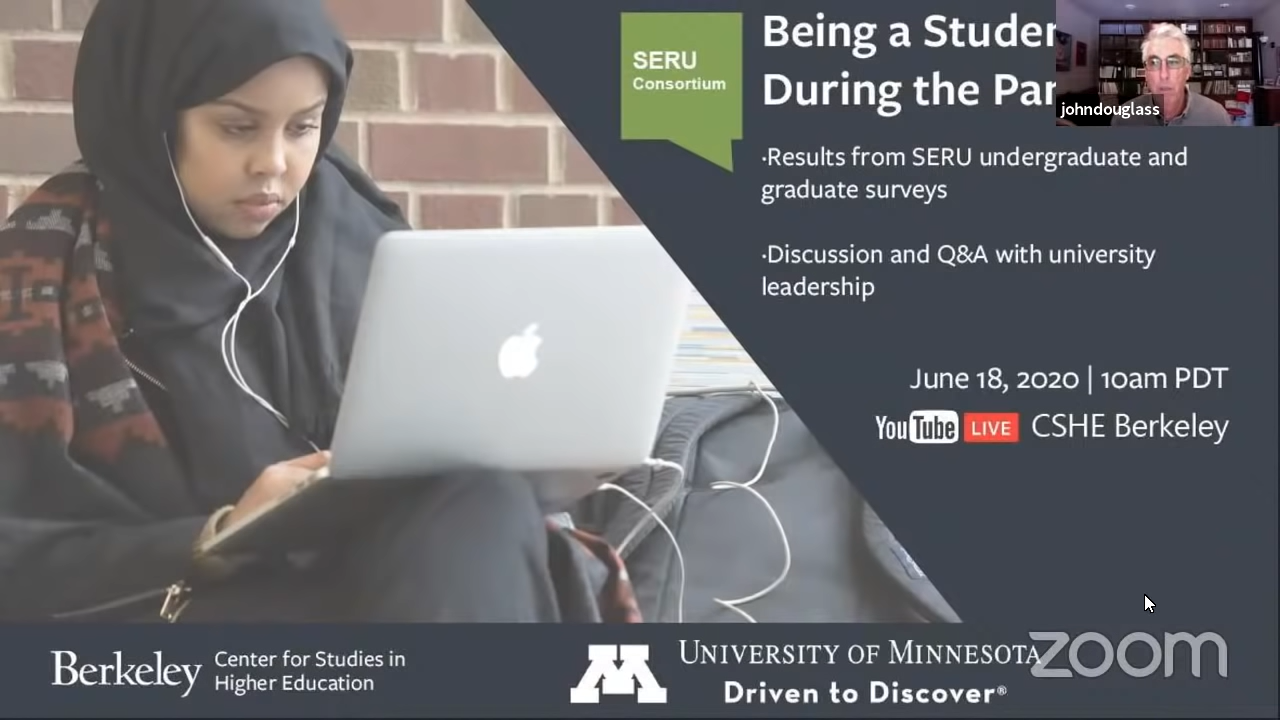 SERU
Consortium
Being a Studen
During the Pan
johndouglass
·Results from SERU undergraduate and
graduate surveys
·Discussion and Q&A with university
leadership
June 18, 2020 | 10am PDT
YouTube LIVE CSHE Berkeley
Berkeley Center for Studies in
Higher Education
M UNIVERSITY OF MINNESOTA
Driven to Discover®
zoom